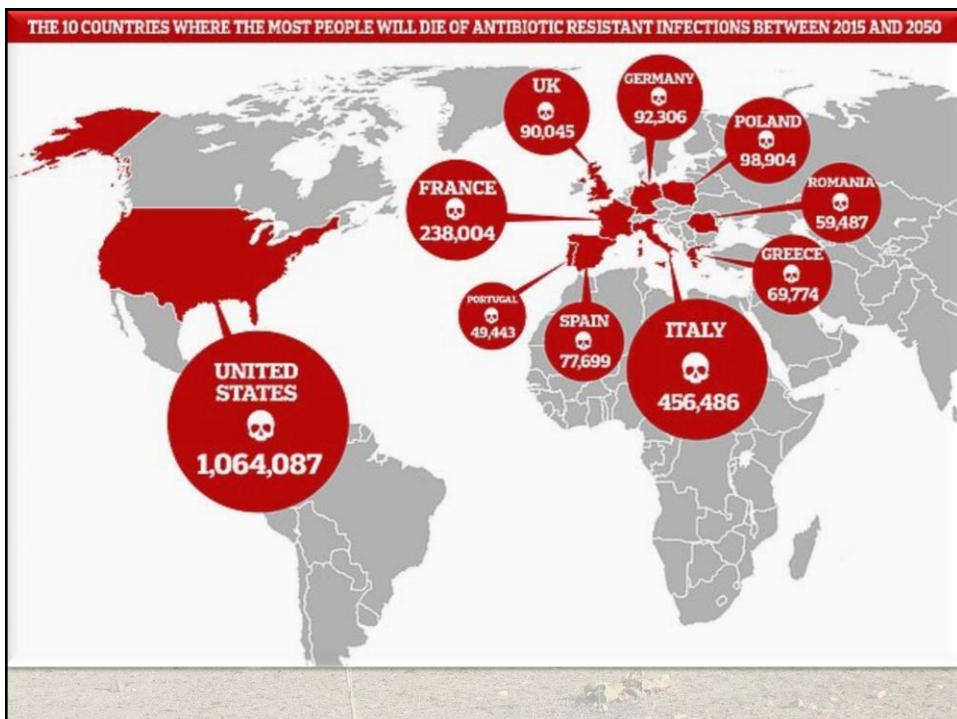 THE 10 COUNTRIES WHERE THE MOST PEOPLE WILL DIE OF ANTIBIOTIC RESISTANT INFECTIONS BETWEEN 2015 AND 2050
UK
90,045
GERMANY
92,306
POLAND
98,904
FRANCE
238,004
ROMANIA
59,487
GREECE
69,774
PORTUGAL
49,443
SPAIN
77,699
ITALY
456,486
UNITED
STATES
1,064,087